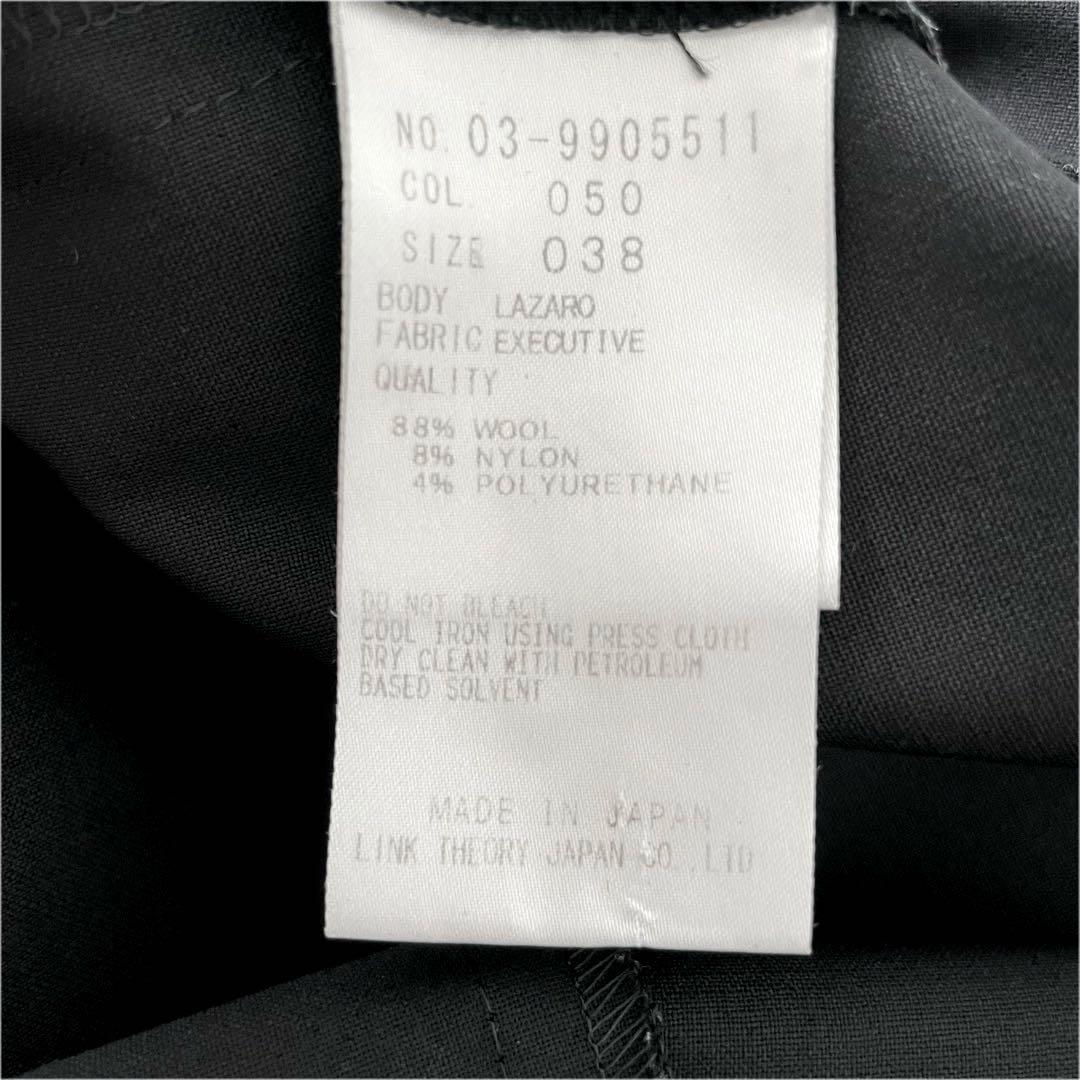 NO. 03-9905511
COL. 050
SIZE 038
BODY LAZARO
FABRIC EXECUTIVE
QUALITY
88% WOOL
8% NYLON
4% POLYURETHANE
DO NOT BLEACH
COOL IRON USING PRESS CLOTH
DRY CLEAN WITH PETROLEUM
BASED SOLVENT
MADE IN JAPAN
LINK THEORY JAPAN CO.,LTD